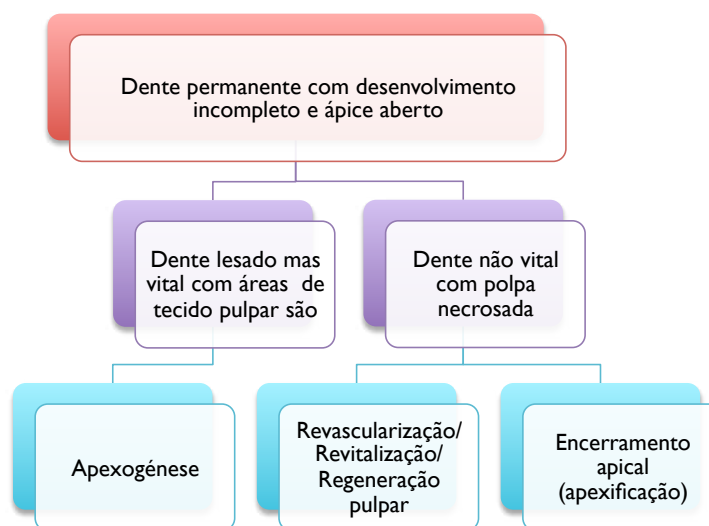 Dente permanente com desenvolvimento
incompleto e ápice aberto
Dente lesado mas
vital com áreas de
tecido pulpar são
Dente não vital
com polpa
necrosada
Apexogénese
Revascularização/
Revitalização/
Regeneração
pulpar
Encerramento
apical
(apexificação)